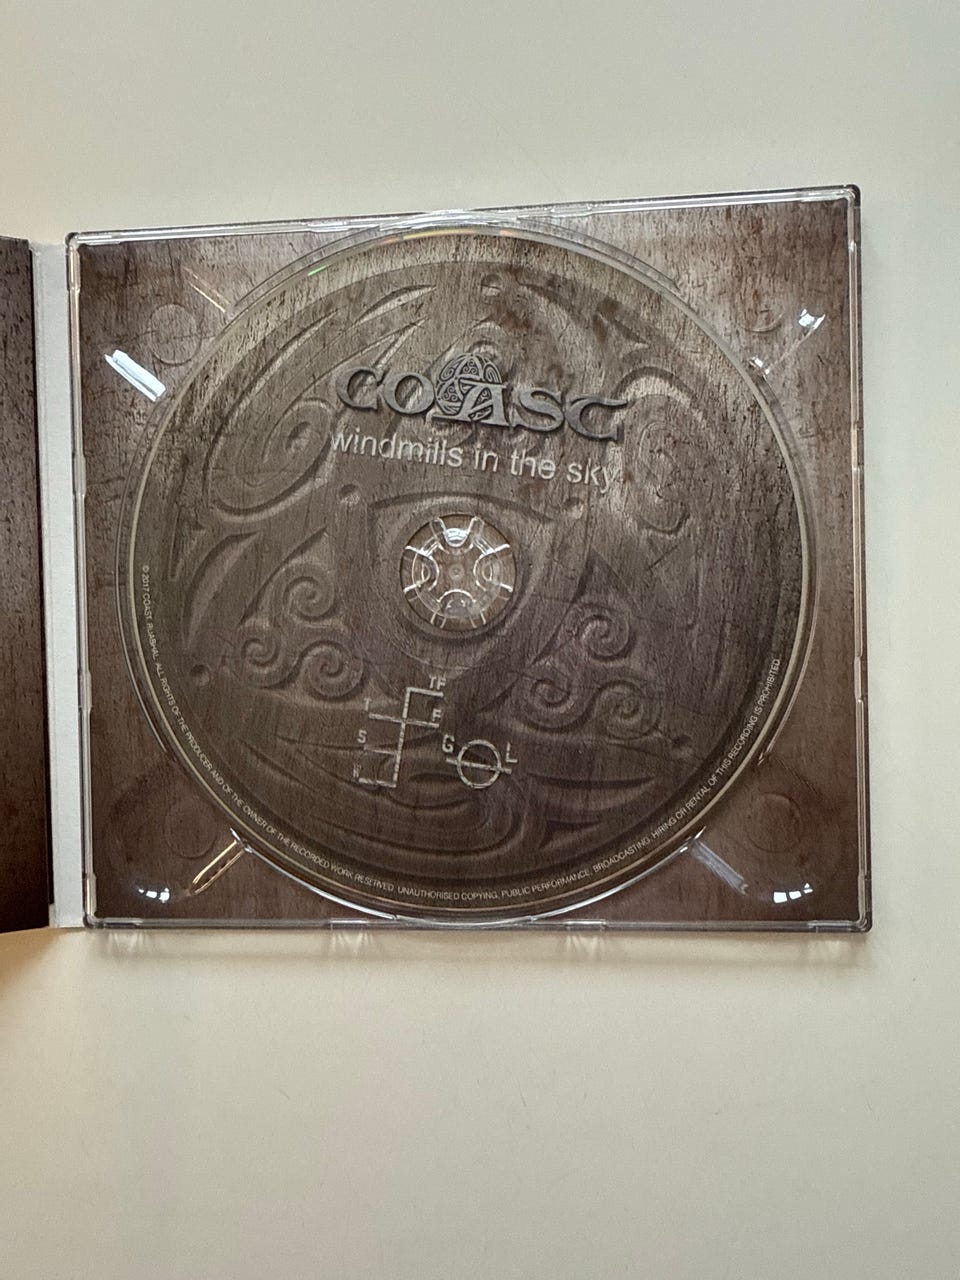 COAST
windmills in the sky
TF
T
F
S
G L
© 2017 COAST. ALL RIGHTS OF THE PRODUCER AND OF THE OWNER OF THE RECORDED WORK RESERVED. UNAUTHORISED COPYING, PUBLIC PERFORMANCE, BROADCASTING, HIRING OR RENTAL OF THIS RECORDING IS PROHIBITED